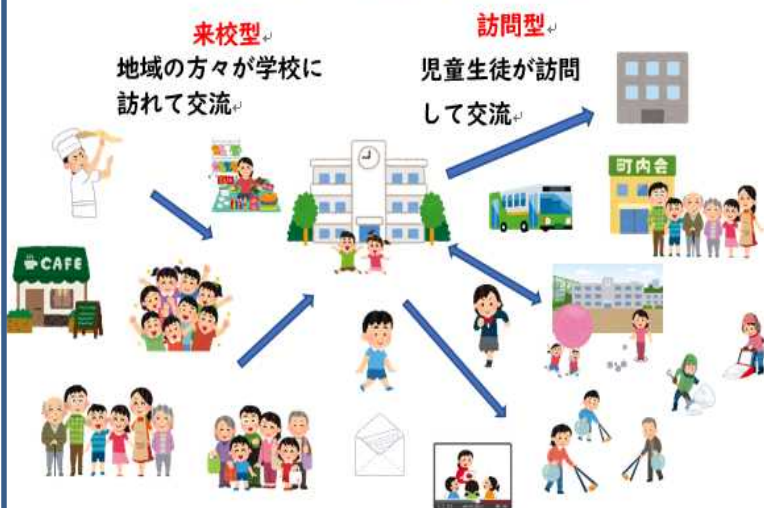 来校型
地域の方々が学校に
訪れて交流
訪問型
児童生徒が訪問
して交流
町内会
CAFE